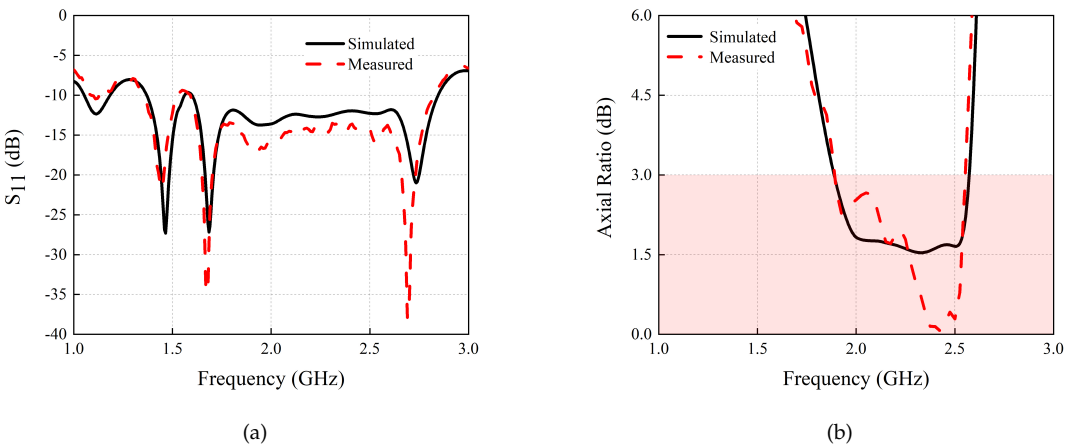 0
-5
-10
-15
-20
-25
-30
-35
-40
1.0 1.5 2.0 2.5 3.0
S11 (dB)
Frequency (GHz)
Simulated
Measured
(a)
6.0
4.5
3.0
1.5
0.0
1.0 1.5 2.0 2.5 3.0
Axial Ratio (dB)
Frequency (GHz)
Simulated
Measured
(b)